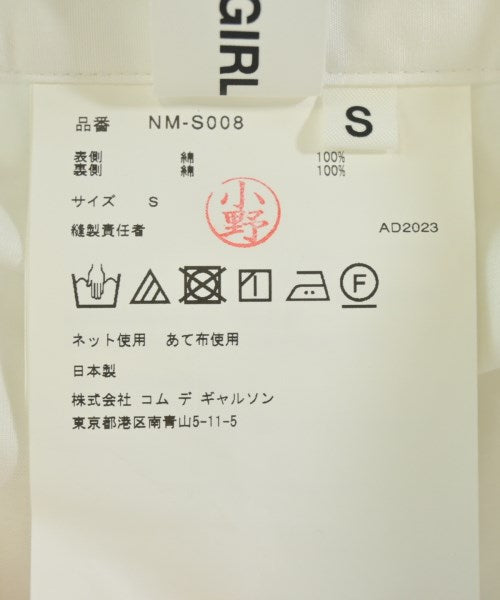 GIRL
S
品番 NM-S008
表側 綿 100%
裏側 綿 100%
サイズ S
縫製責任者 小野 AD2023
F
ネット使用 あて布使用
日本製
株式会社 コム デ ギャルソン
東京都港区南青山5-11-5